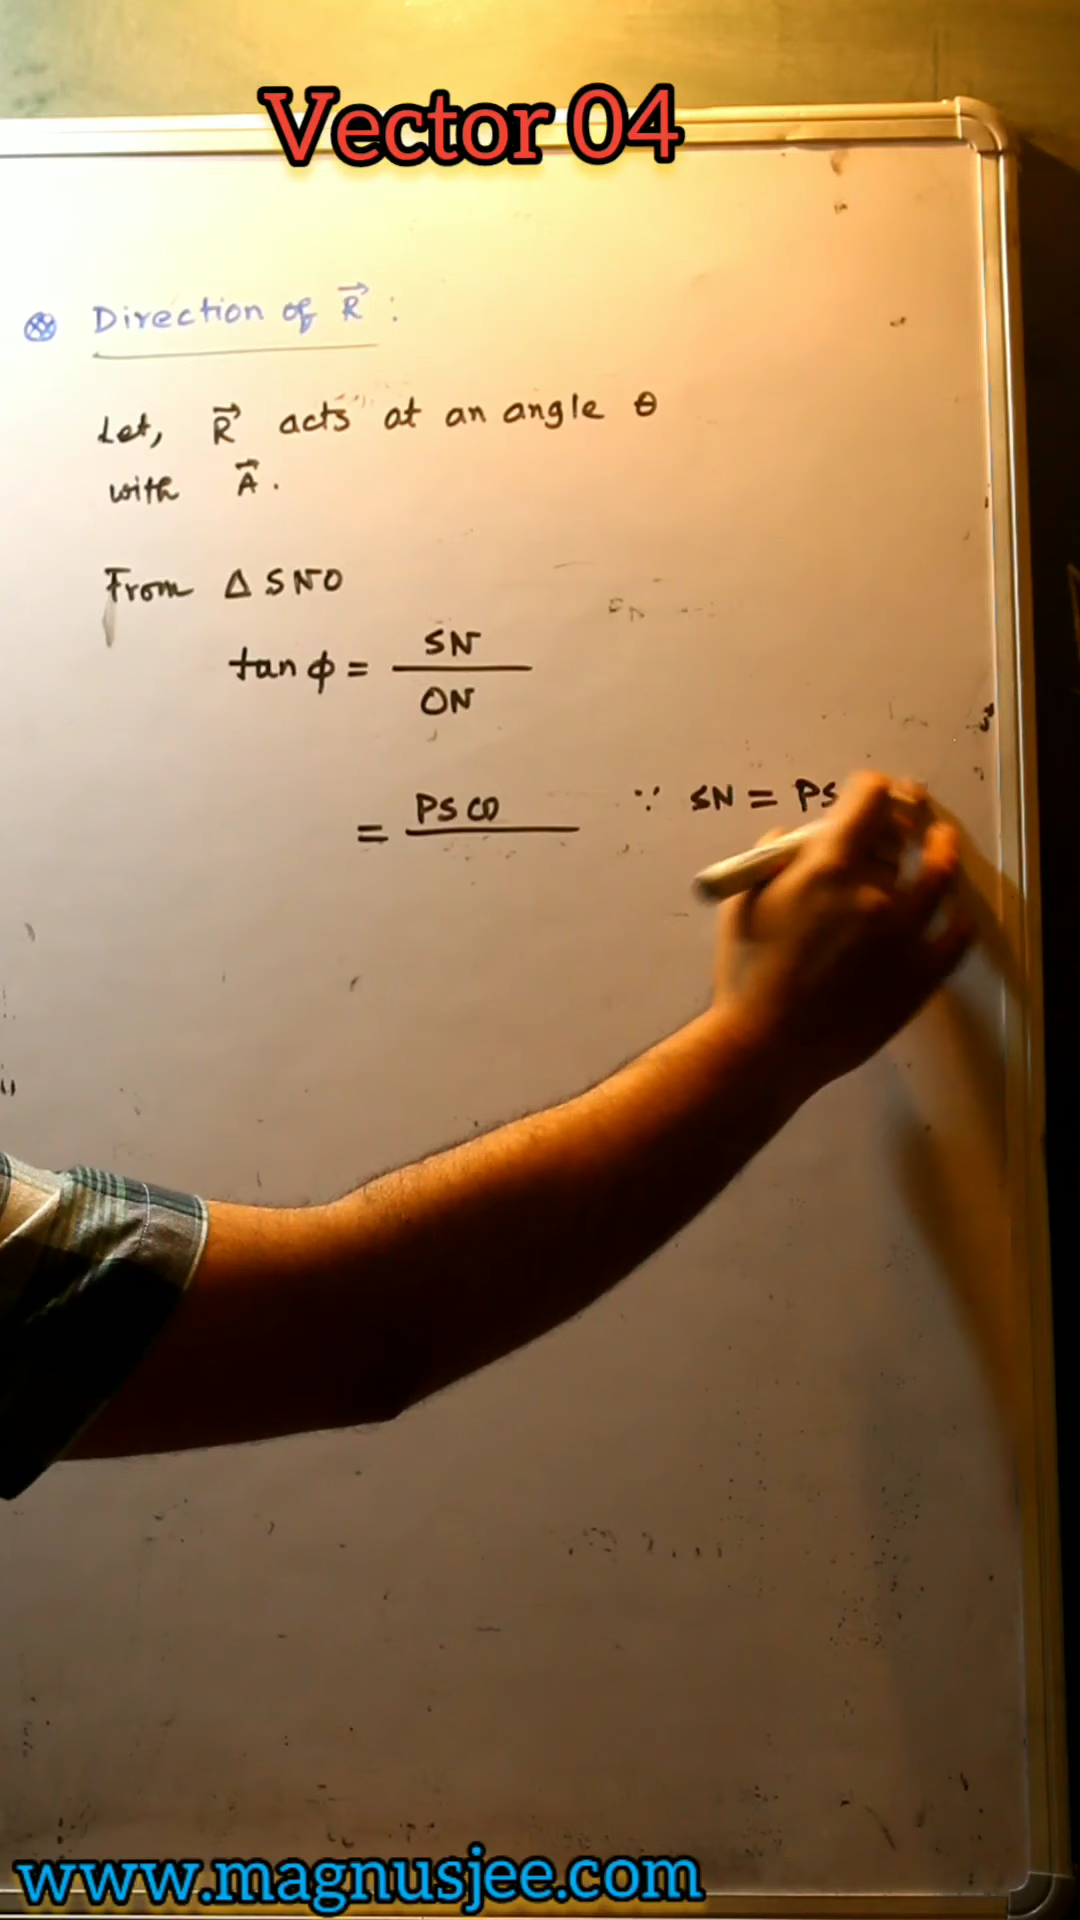 Vector 04
Direction of R⃗ :
Let, R⃗ acts at an angle θ
with A⃗ .
From Δ SNO
tan ϕ = SN / ON
= PS CO
∵ SN = PS
www.magnusjee.com